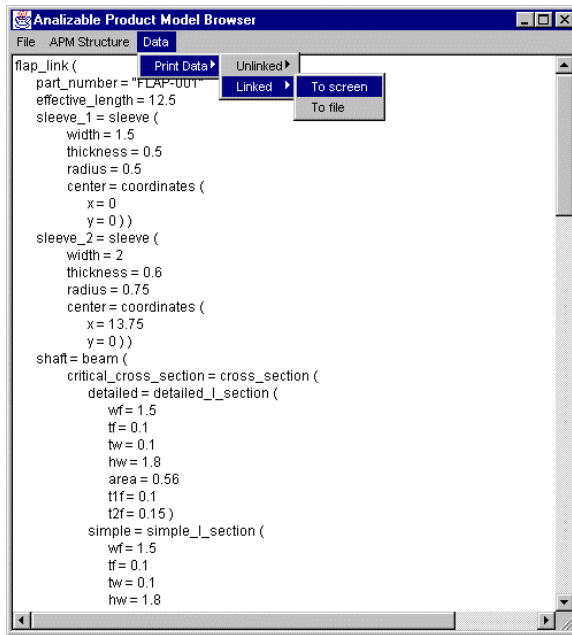 Analizable Product Model Browser
File APM Structure Data
Print Data
Unlinked
Linked
To screen
To file
flap_link (
part_number = "FLAP-001"
effective_length = 12.5
sleeve_1 = sleeve (
width = 1.5
thickness = 0.5
radius = 0.5
center = coordinates (
x = 0
y = 0 ) )
sleeve_2 = sleeve (
width = 2
thickness = 0.6
radius = 0.75
center = coordinates (
x = 13.75
y = 0 ) )
shaft = beam (
critical_cross_section = cross_section (
detailed = detailed_I_section (
wf = 1.5
tf = 0.1
tw = 0.1
hw = 1.8
area = 0.56
t1f = 0.1
t2f = 0.15 )
simple = simple_I_section (
wf = 1.5
tf = 0.1
tw = 0.1
hw = 1.8